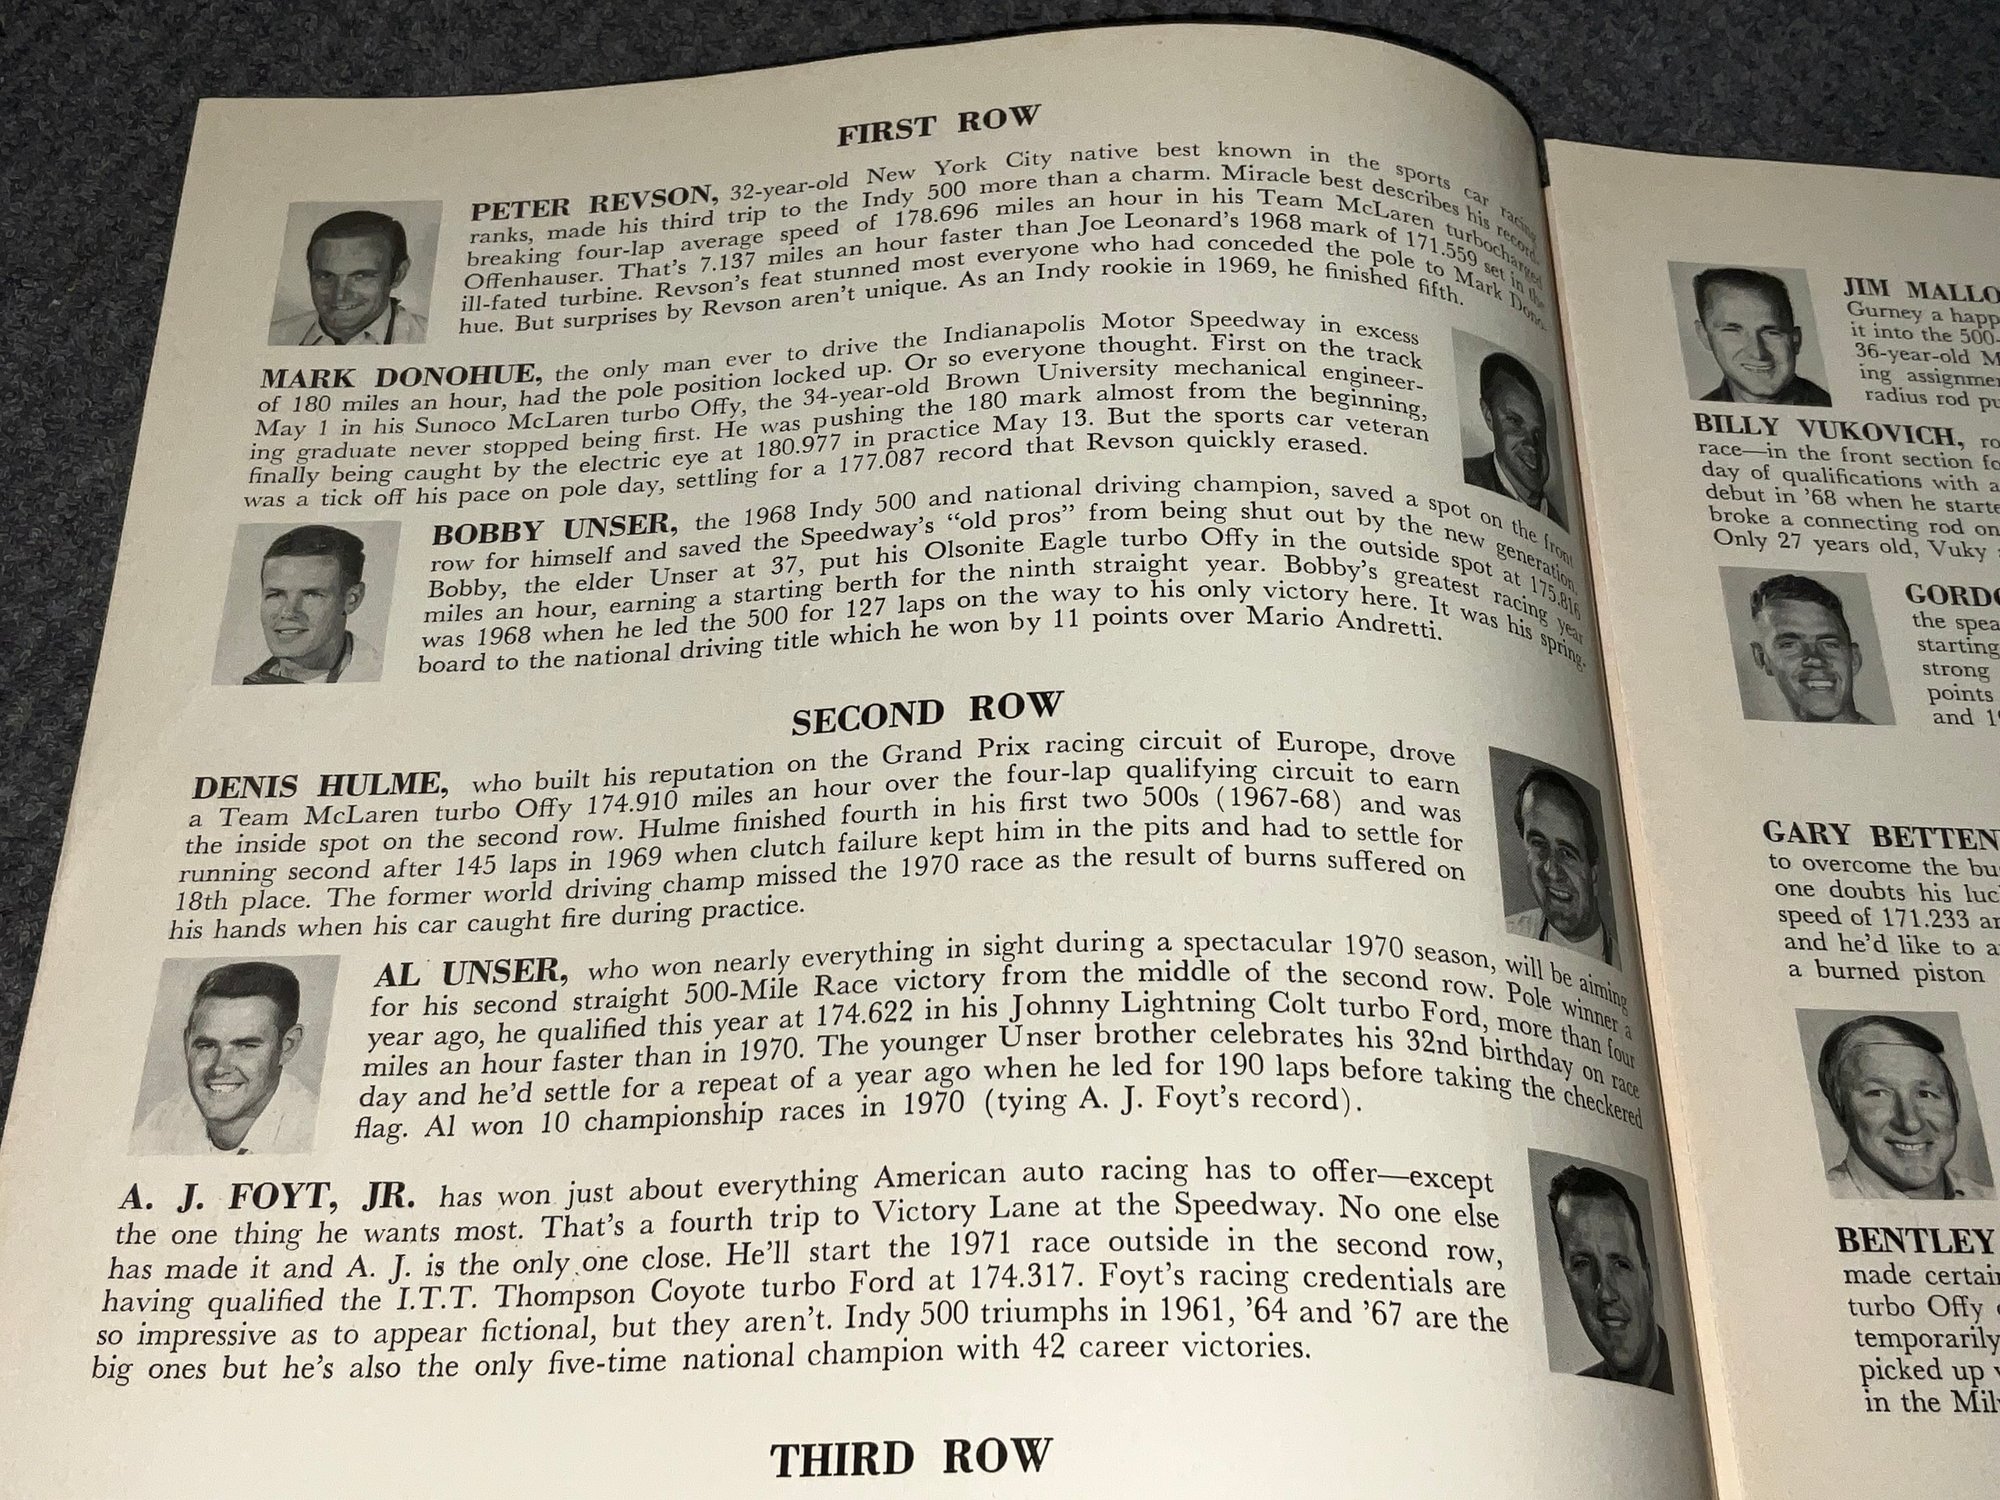 FIRST ROW
PETER REVSON, 32-year-old New York City native best known in the sports car racing
ranks, made his third trip to the Indy 500 more than a charm. Miracle best describes his record
breaking four-lap average speed of 178.696 miles an hour in his Team McLaren turbocharged
Offenhauser. That's 7.137 miles an hour faster than Joe Leonard's 1968 mark of 171.559 set in the
ill-fated turbine. Revson's feat stunned most everyone who had conceded the pole to Mark Dono-
hue. But surprises by Revson aren't unique. As an Indy rookie in 1969, he finished fifth.
MARK DONOHUE, the only man ever to drive the Indianapolis Motor Speedway in excess
of 180 miles an hour, had the pole position locked up. Or so everyone thought. First on the track
May 1 in his Sunoco McLaren turbo Offy, the 34-year-old Brown University mechanical engineer-
ing graduate never stopped being first. He was pushing the 180 mark almost from the beginning,
finally being caught by the electric eye at 180.977 in practice May 13. But the sports car veteran
was a tick off his pace on pole day, settling for a 177.087 record that Revson quickly erased.
BOBBY UNSER, the 1968 Indy 500 and national driving champion, saved a spot on the front
row for himself and saved the Speedway's "old pros" from being shut out by the new generation.
Bobby, the elder Unser at 37, put his Olsonite Eagle turbo Offy in the outside spot at 175.816
miles an hour, earning a starting berth for the ninth straight year. Bobby's greatest racing year
was 1968 when he led the 500 for 127 laps on the way to his only victory here. It was his spring-
board to the national driving title which he won by 11 points over Mario Andretti.
SECOND ROW
DENIS HULME, who built his reputation on the Grand Prix racing circuit of Europe, drove
a Team McLaren turbo Offy 174.910 miles an hour over the four-lap qualifying circuit to earn
the inside spot on the second row. Hulme finished fourth in his first two 500s (1967-68) and was
running second after 145 laps in 1969 when clutch failure kept him in the pits and had to settle for
18th place. The former world driving champ missed the 1970 race as the result of burns suffered on
his hands when his car caught fire during practice.
AL UNSER, who won nearly everything in sight during a spectacular 1970 season, will be aiming
for his second straight 500-Mile Race victory from the middle of the second row. Pole winner a
year ago, he qualified this year at 174.622 in his Johnny Lightning Colt turbo Ford, more than four
miles an hour faster than in 1970. The younger Unser brother celebrates his 32nd birthday on race
day and he'd settle for a repeat of a year ago when he led for 190 laps before taking the checkered
flag. Al won 10 championship races in 1970 (tying A. J. Foyt's record).
A. J. FOYT, JR. has won just about everything American auto racing has to offer—except
the one thing he wants most. That's a fourth trip to Victory Lane at the Speedway. No one else
has made it and A. J. is the only one close. He'll start the 1971 race outside in the second row,
having qualified the I.T.T. Thompson Coyote turbo Ford at 174.317. Foyt's racing credentials are
so impressive as to appear fictional, but they aren't. Indy 500 triumphs in 1961, '64 and '67 are the
big ones but he's also the only five-time national champion with 42 career victories.
THIRD ROW
JIM
Gurney a happ
it into the 500-
36-year-old M
ing
radius rod
BILLY VUKOVICH,
race—in the front section
day of qualifications with a
debut in '68 when he
broke a connecting rod on
Only 27 years old, Vuky
the
starting
strong
points
and
GARY
to overcome the
one doubts his
speed of 171.233
and he'd like to
a burned piston
BENTLEY
made
turbo Offy
temporarily
picked up
in the